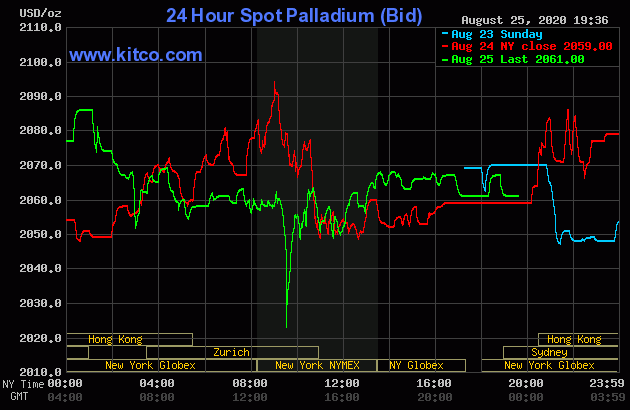 USD/oz 24 Hour Spot Palladium (Bid) August 25, 2020 19:36
www.kitco.com
Aug 23 Sunday
Aug 24 NY close 2059.00
Aug 25 Last 2061.00
2110.0
2100.0
2090.0
2080.0
2070.0
2060.0
2050.0
2040.0
2030.0
2020.0
2010.0
Hong Kong Hong Kong
Zurich Sydney
New York Globex New York NYMEX NY Globex New York Globex
NY Time 00:00 04:00 08:00 12:00 16:00 20:00 23:59
GMT 04:00 08:00 12:00 16:00 20:00 00:00 03:59